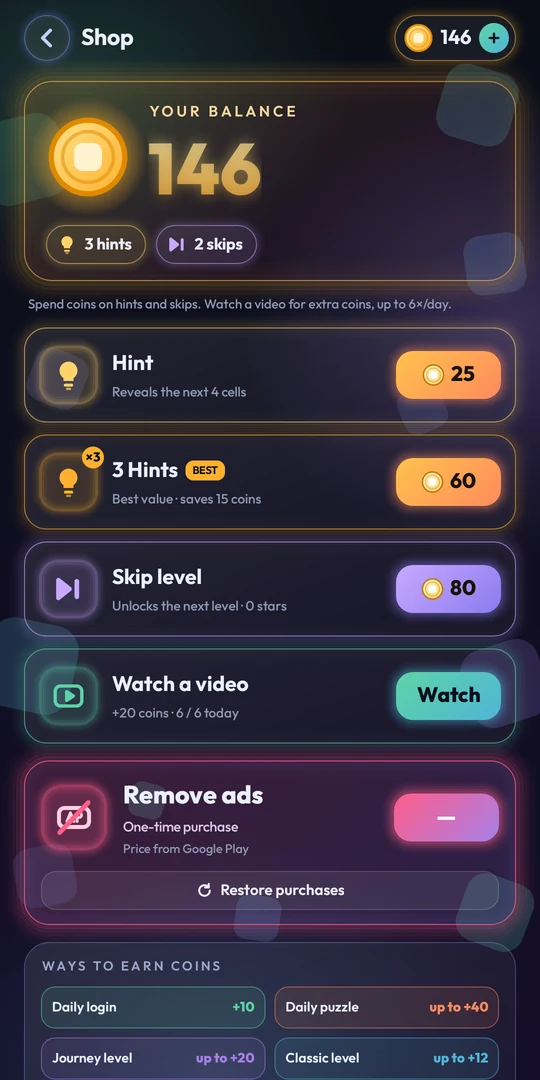 Shop
146 +
YOUR BALANCE
146
3 hints
2 skips
Spend coins on hints and skips. Watch a video for extra coins, up to 6×/day.
Hint
Reveals the next 4 cells
25
×3
3 Hints BEST
Best value · saves 15 coins
60
Skip level
Unlocks the next level · 0 stars
80
Watch a video
+20 coins · 6 / 6 today
Watch
AD
Remove ads
One-time purchase
Price from Google Play
—
Restore purchases
WAYS TO EARN COINS
Daily login +10
Daily puzzle up to +40
Journey level up to +20
Classic level up to +12